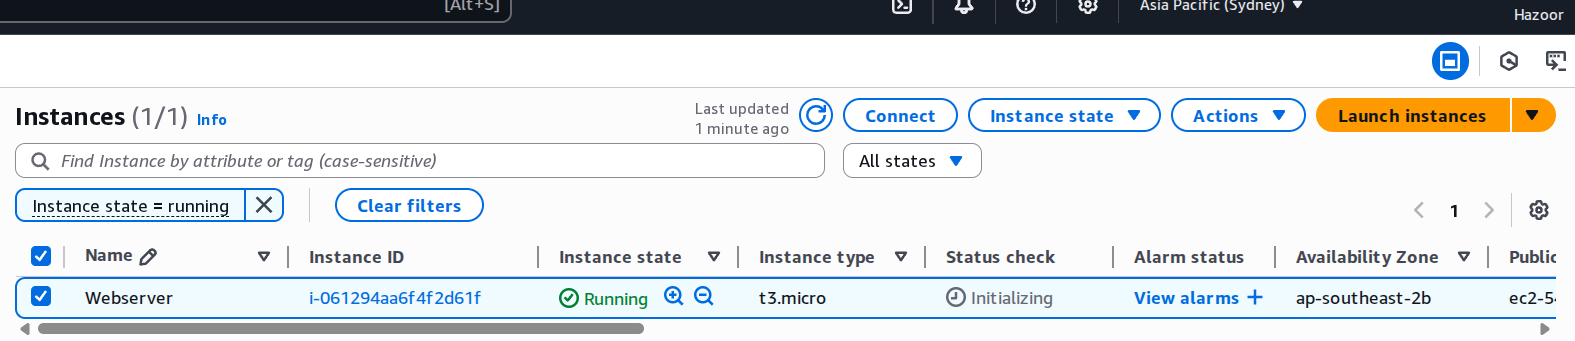 [Alt+S]
Asia Pacific (Sydney)
Hazoor
Instances (1/1) Info
Last updated
1 minute ago
Connect
Instance state
Actions
Launch instances
Find Instance by attribute or tag (case-sensitive)
All states
Instance state = running
Clear filters
1
Name Instance ID Instance state Instance type Status check Alarm status Availability Zone Public
Webserver i-061294aa6f4f2d61f Running t3.micro Initializing View alarms + ap-southeast-2b ec2-54